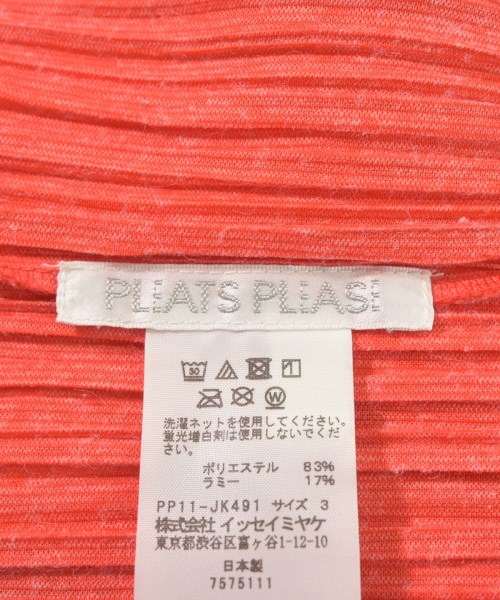 PLEATS PLEASE
30
W
洗濯ネットを使用してください。
蛍光増白剤は使用しないでください。
ポリエステル 83%
ラミー 17%
PP11-JK491 サイズ 3
株式会社 イッセイミヤケ
東京都渋谷区富ヶ谷1-12-10
日本製
7575111